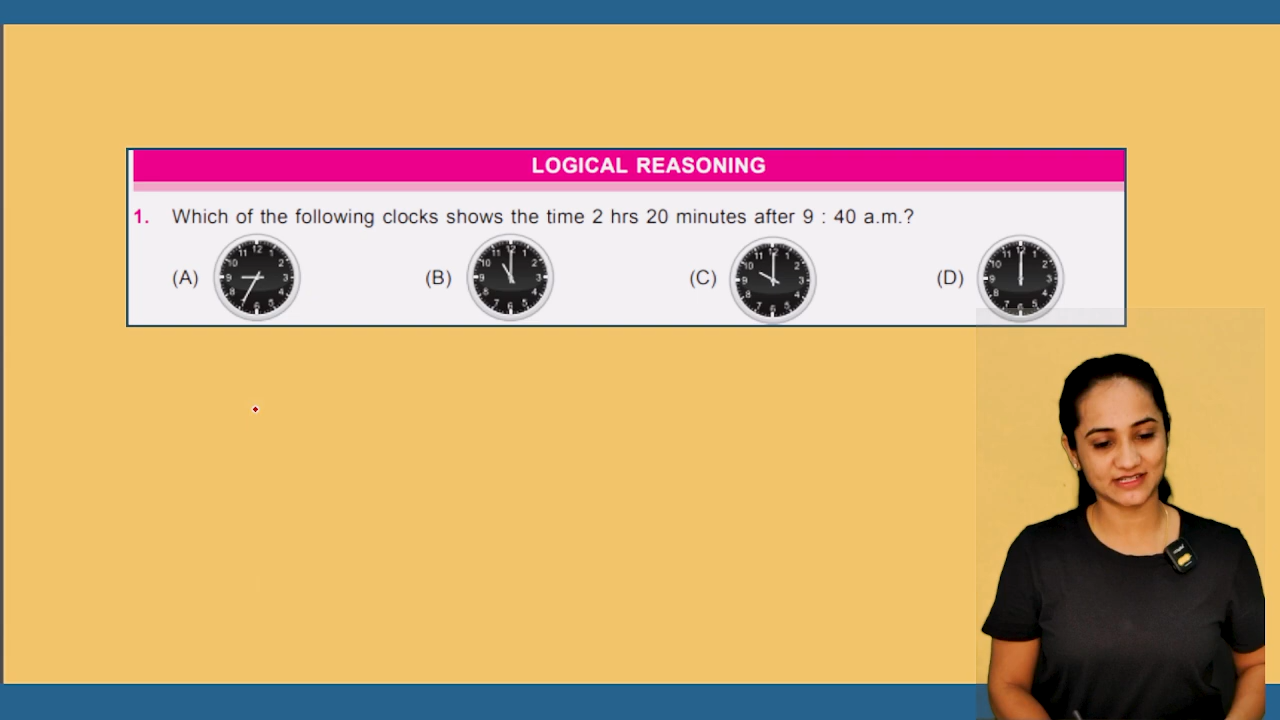 LOGICAL REASONING
1. Which of the following clocks shows the time 2 hrs 20 minutes after 9 : 40 a.m.?
(A) (B) (C) (D)